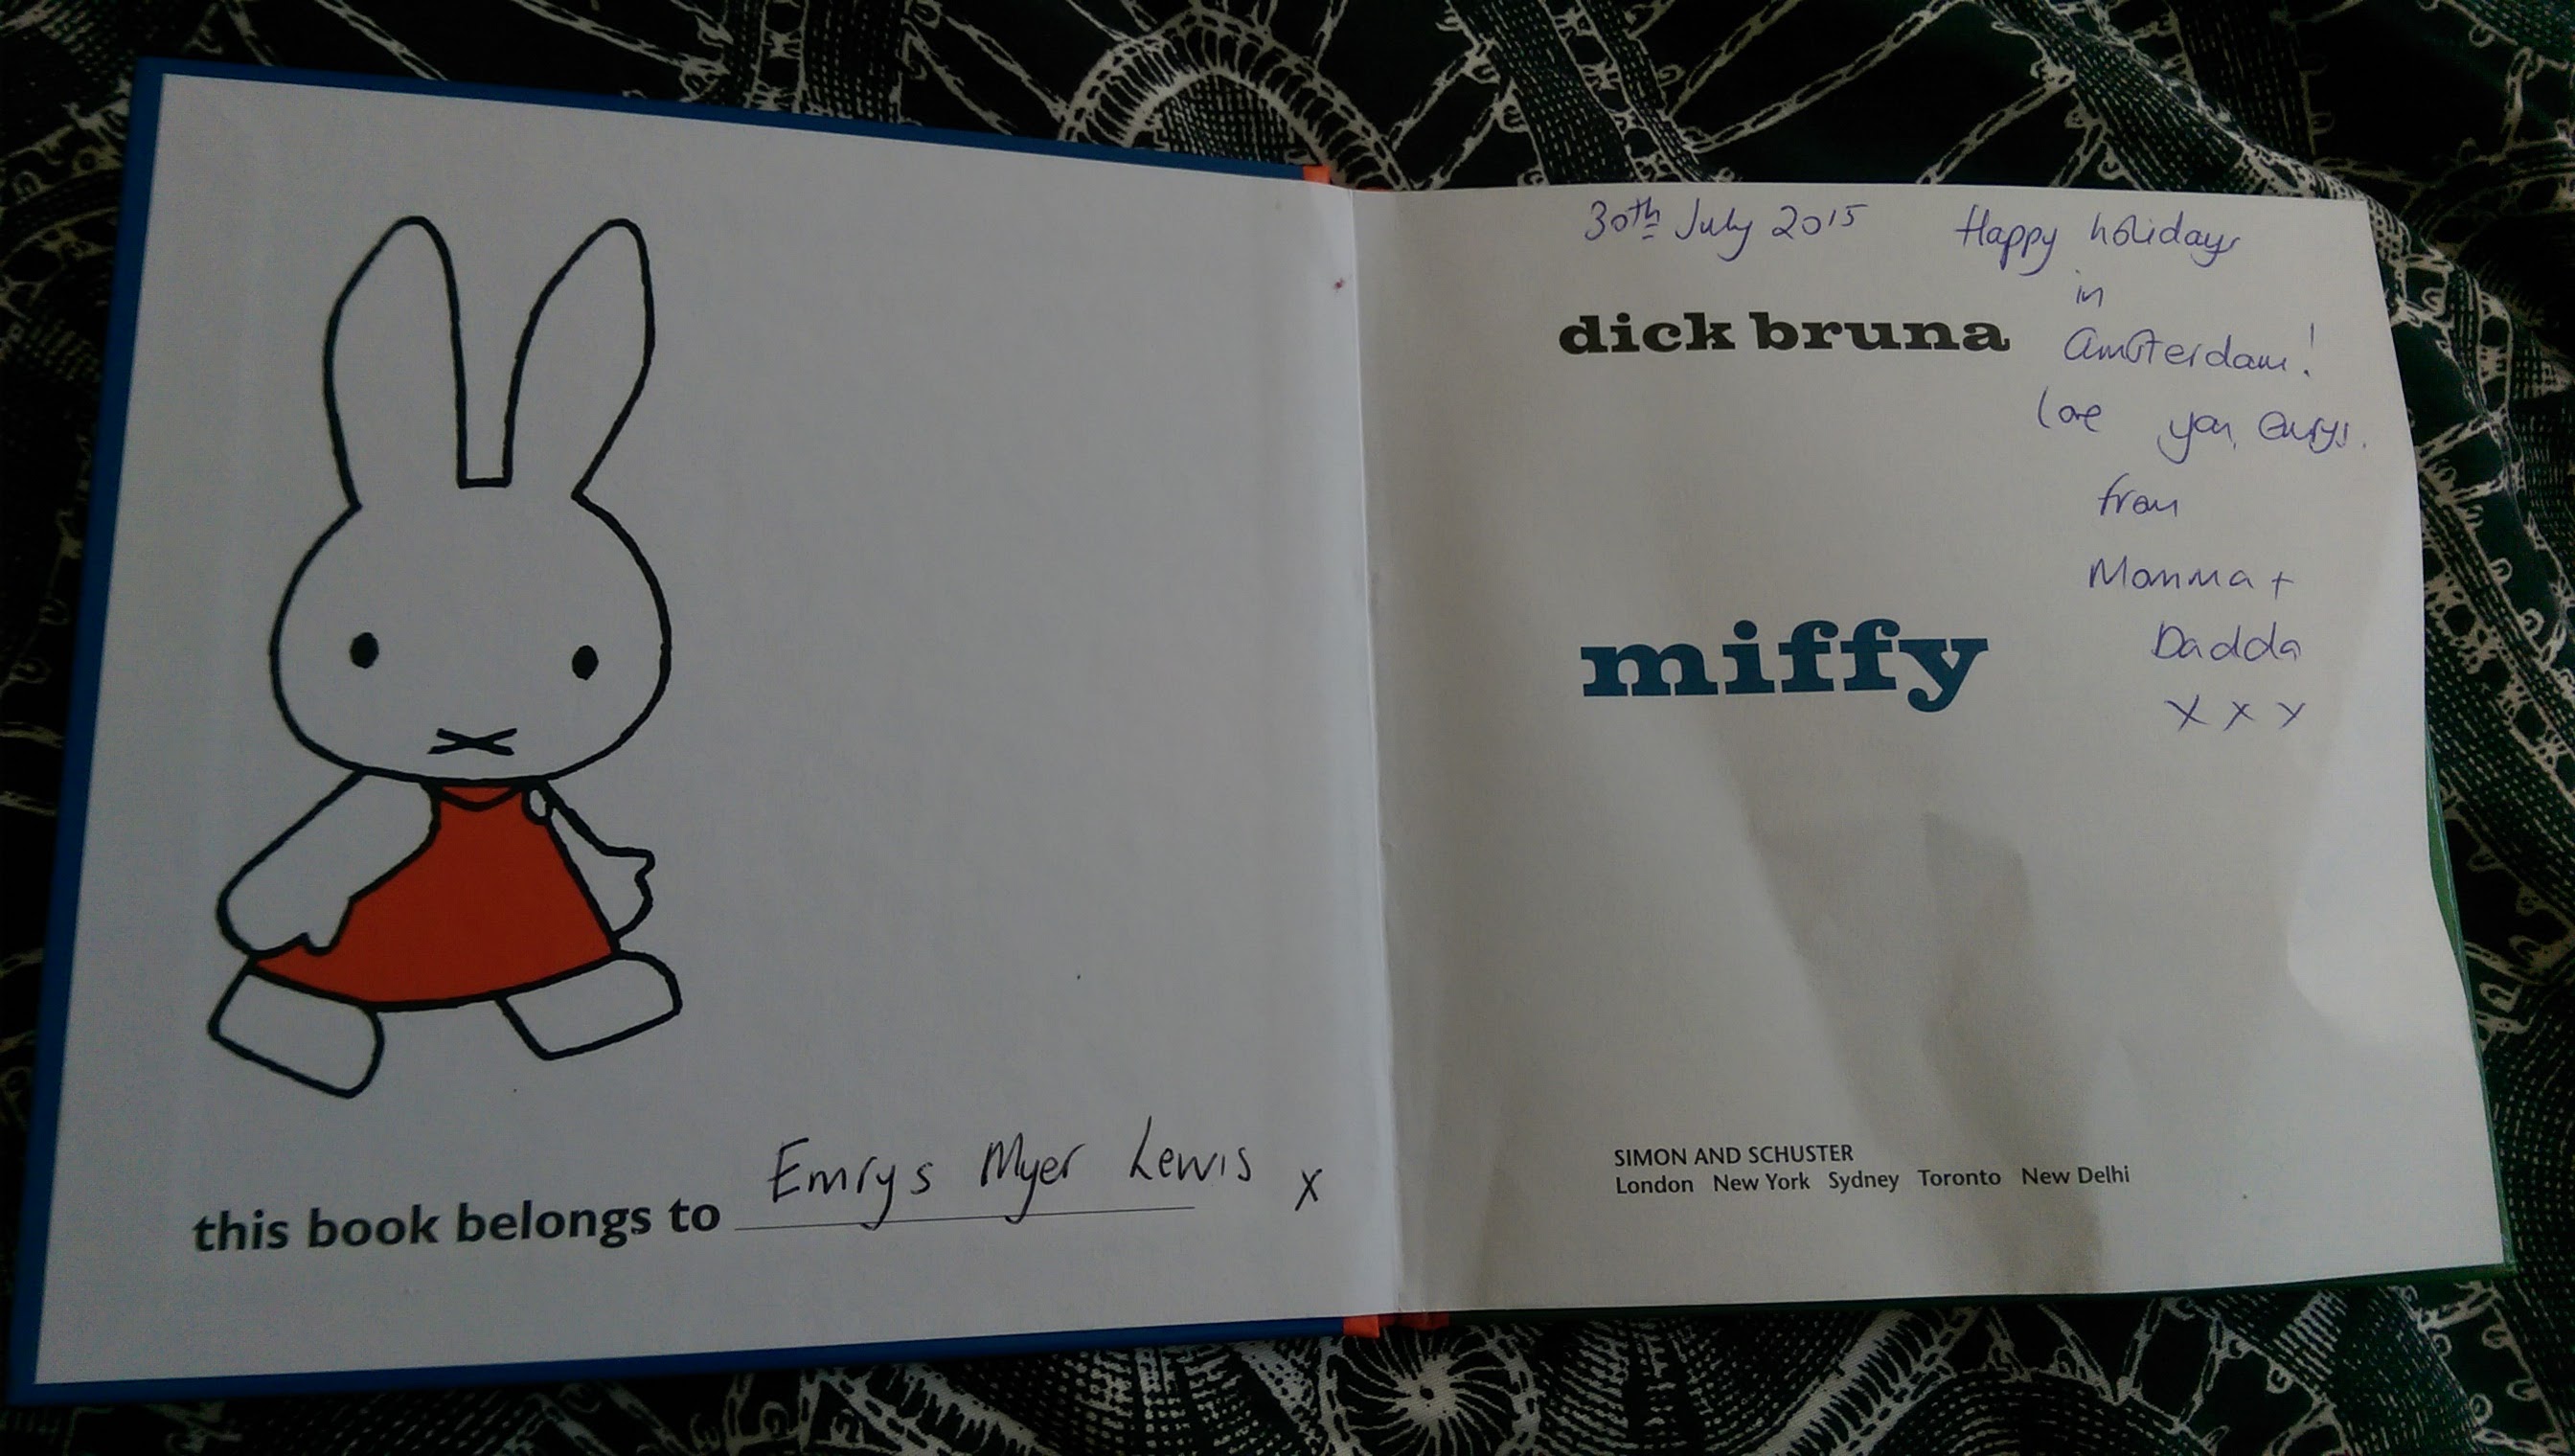 this book belongs to Emrys Myer Lewis x
30th July 2015 Happy holidays
in
Amsterdam!
Love you, Emrys.
from
Momma +
Dadda
x x x
dick bruna
miffy
SIMON AND SCHUSTER
London New York Sydney Toronto New Delhi